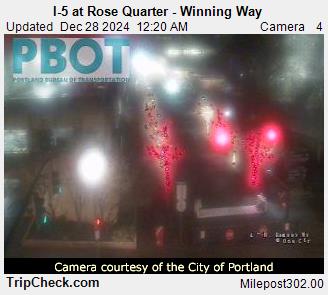 I-5 at Rose Quarter - Winning Way
Updated Dec 28 2024 12:20 AM Camera 4
PBOT
PORTLAND BUREAU OF TRANSPORTATION
Camera courtesy of the City of Portland
TripCheck.com Milepost302.00